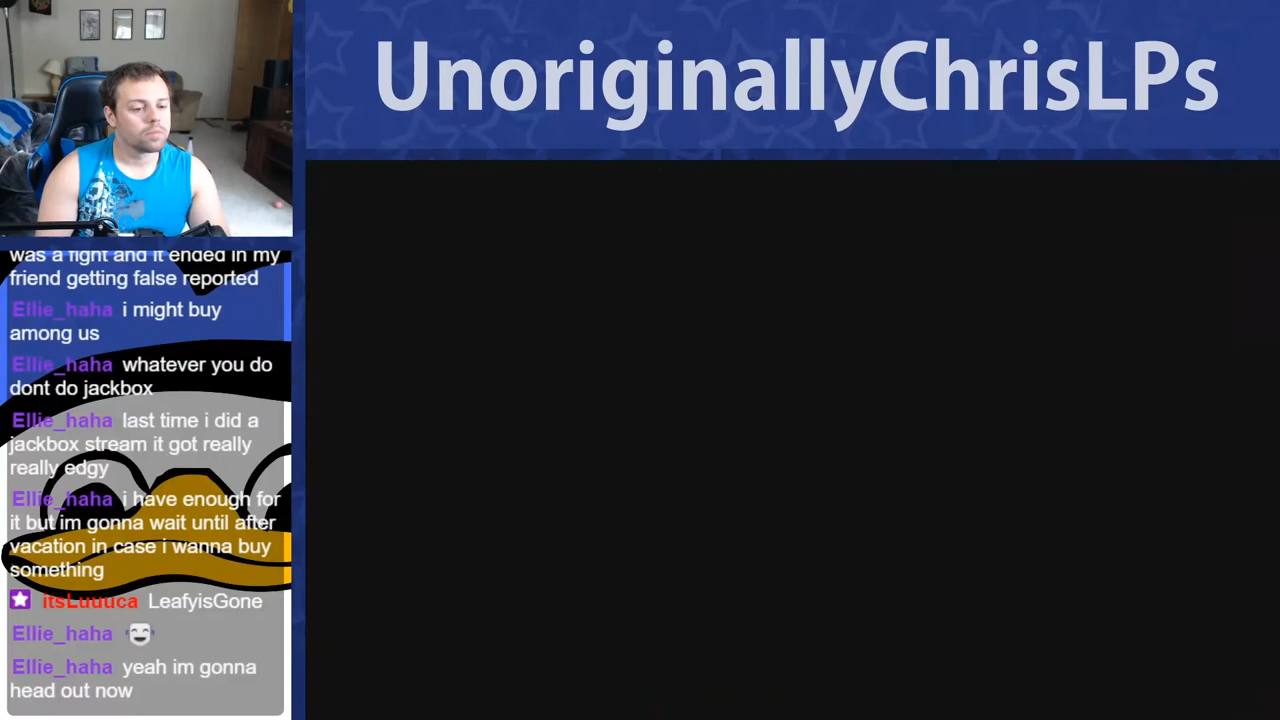 UnoriginallyChrisLPs
was a fight and it ended in my
friend getting false reported
Ellie_haha i might buy
among us
Ellie_haha whatever you do
dont do jackbox
Ellie_haha last time i did a
jackbox stream it got really
really edgy
Ellie_haha i have enough for
it but im gonna wait until after
vacation in case i wanna buy
something
itsLuuuca LeafyisGone
Ellie_haha
Ellie_haha yeah im gonna
head out now